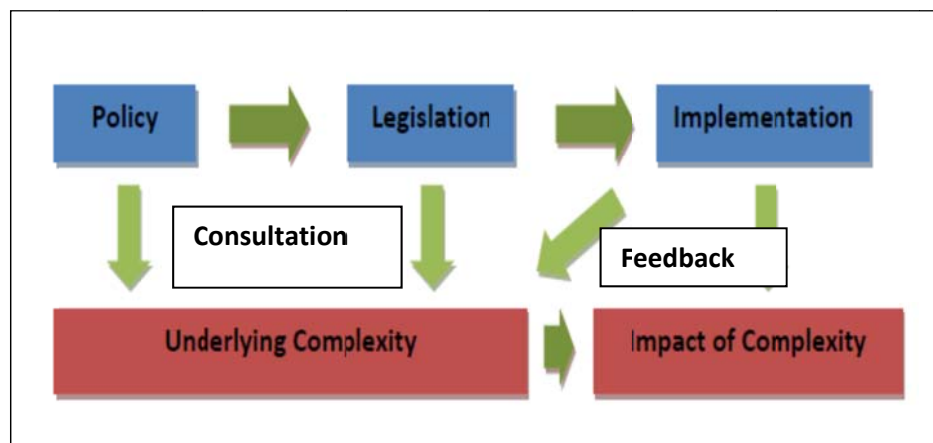 Policy
Legislation
Implementation
Consultation
Feedback
Underlying Complexity
Impact of Complexity